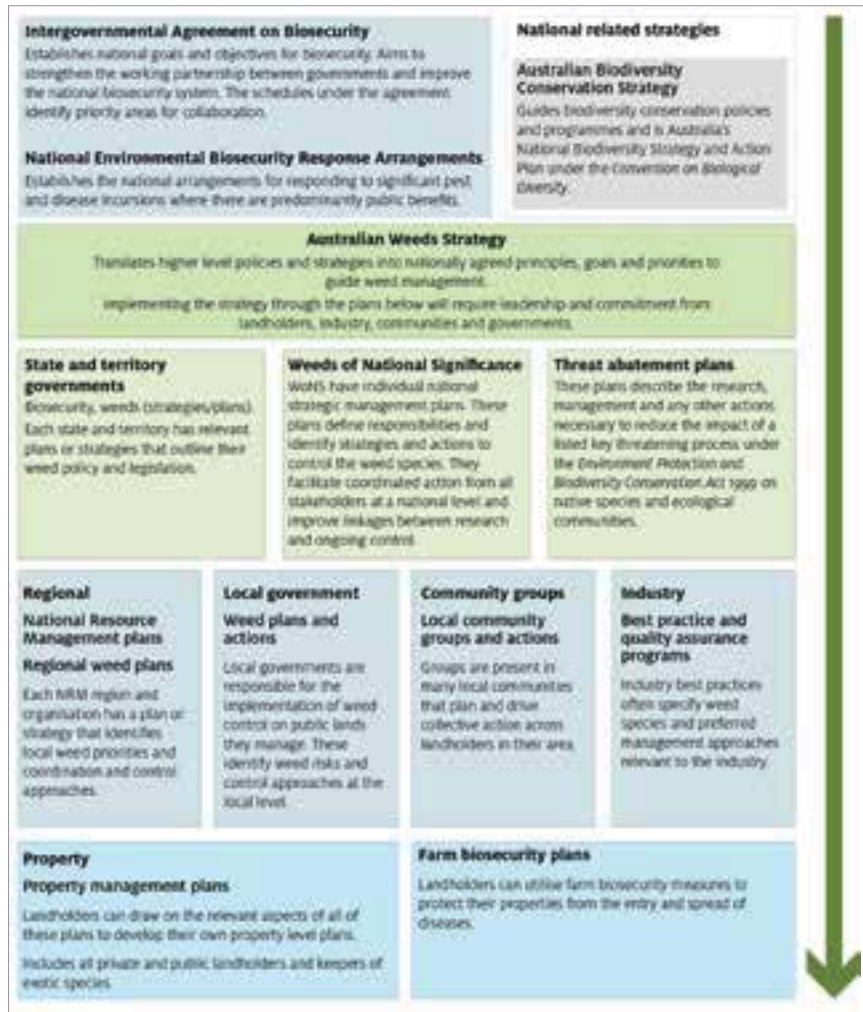 Intergovernmental Agreement on Biosecurity
Establishes national goals and objectives for biosecurity. Aims to
strengthen the working partnership between governments and improve
the national biosecurity system. The schedules under the agreement
identify priority areas for collaboration.
National Environmental Biosecurity Response Arrangements
Establishes the national arrangements for responding to significant pest
and disease incursions where there are predominantly public benefits.
National related strategies
Australian Biodiversity
Conservation Strategy
Guides biodiversity conservation policies
and programmes and is Australia's
National Biodiversity Strategy and Action
Plan under the Convention on Biological
Diversity.
Australian Weeds Strategy
Translates higher level policies and strategies into nationally agreed principles, goals and priorities to
guide weed management.
Implementing the strategy through the plans below will require leadership and commitment from
landholders, industry, communities and governments.
State and territory
governments
Biosecurity, weeds (strategies/plans).
Each state and territory has relevant
plans or strategies that outline their
weed policy and legislation.
Weeds of National Significance
WoNS have individual national
strategic management plans. These
plans define responsibilities and
identify strategies and actions to
control the weed species. They
facilitate coordinated action from all
stakeholders at a national level and
improve linkages between research
and ongoing control.
Threat abatement plans
These plans describe the research,
management and any other actions
necessary to reduce the impact of a
listed key threatening process under
the Environment Protection and
Biodiversity Conservation Act 1999 on
native species and ecological
communities.
Regional
National Resource
Management plans
Regional weed plans
Each NRM region and
organisation has a plan or
strategy that identifies
local weed priorities and
coordination and control
approaches.
Local government
Weed plans and
actions
Local governments are
responsible for the
implementation of weed
control on public lands
they manage. These
identify weed risks and
control approaches at the
local level.
Community groups
Local community
groups and actions
Groups are present in
many local communities
that plan and drive
collective action across
landholders in their area.
Industry
Best practice and
quality assurance
programs
Industry best practices
often specify weed
species and preferred
management approaches
relevant to the industry.
Property
Property management plans
Landholders can draw on the relevant aspects of all of
these plans to develop their own property level plans.
Includes all private and public landholders and keepers of
exotic species.
Farm biosecurity plans
Landholders can utilise farm biosecurity measures to
protect their properties from the entry and spread of
diseases.